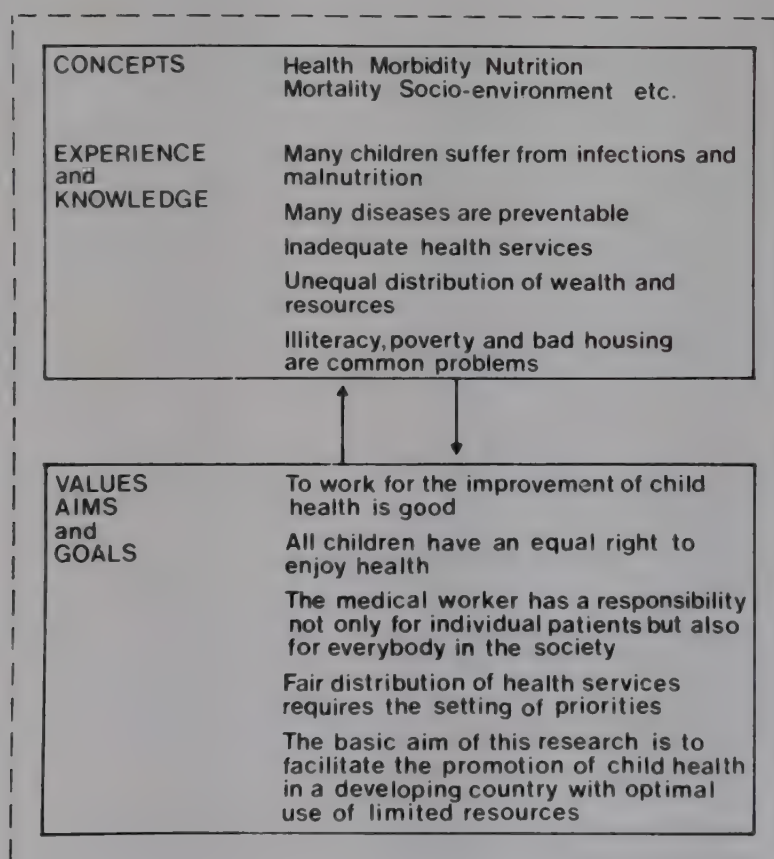 CONCEPTS Health Morbidity Nutrition
Mortality Socio-environment etc.
EXPERIENCE Many children suffer from infections and
and malnutrition
KNOWLEDGE Many diseases are preventable
Inadequate health services
Unequal distribution of wealth and
resources
Illiteracy, poverty and bad housing
are common problems
VALUES To work for the improvement of child
AIMS health is good
and All children have an equal right to
GOALS enjoy health
The medical worker has a responsibility
not only for individual patients but also
for everybody in the society
Fair distribution of health services
requires the setting of priorities
The basic aim of this research is to
facilitate the promotion of child health
in a developing country with optimal
use of limited resources